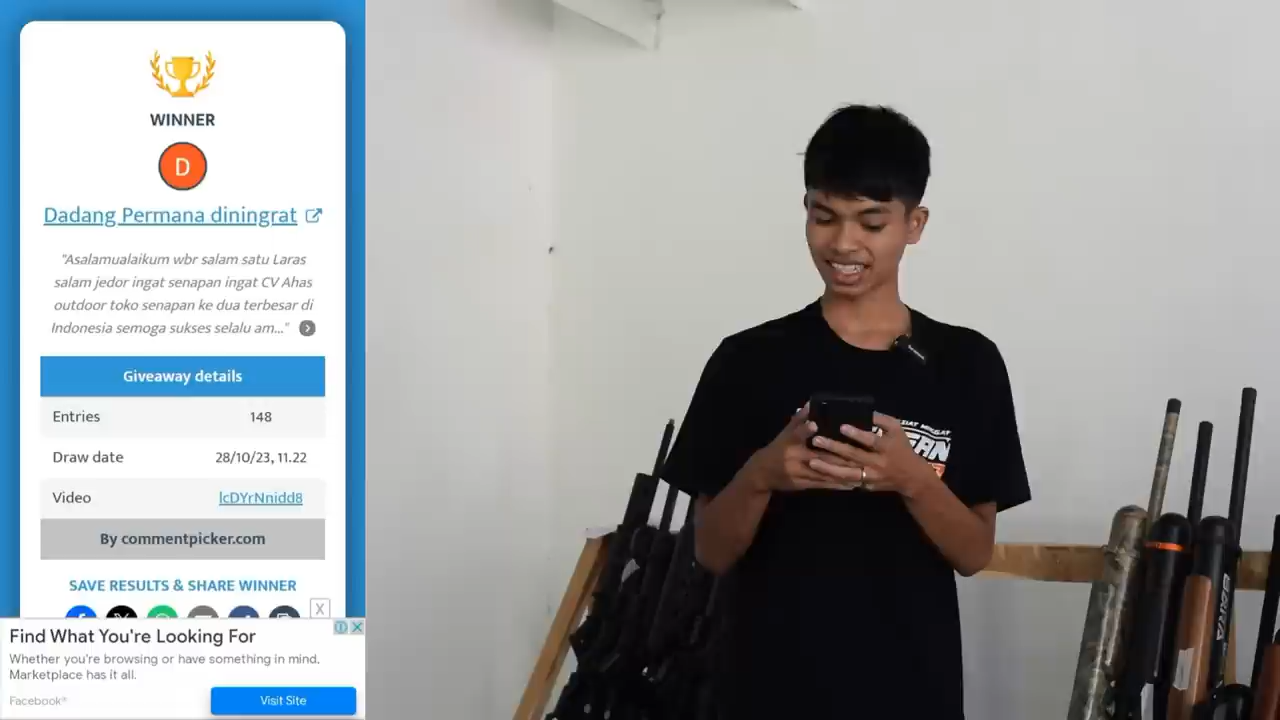 WINNER
D
Dadang Permana diningrat
"Asalamualaikum wbr salam satu Laras
salam jedor ingat senapan ingat CV Ahas
outdoor toko senapan ke dua terbesar di
Indonesia semoga sukses selalu am..."
Giveaway details
Entries 148
Draw date 28/10/23, 11.22
Video lcDYrNnidd8
By commentpicker.com
SAVE RESULTS & SHARE WINNER
X
Find What You're Looking For
Whether you're browsing or have something in mind,
Marketplace has it all.
Facebook*
Visit Site